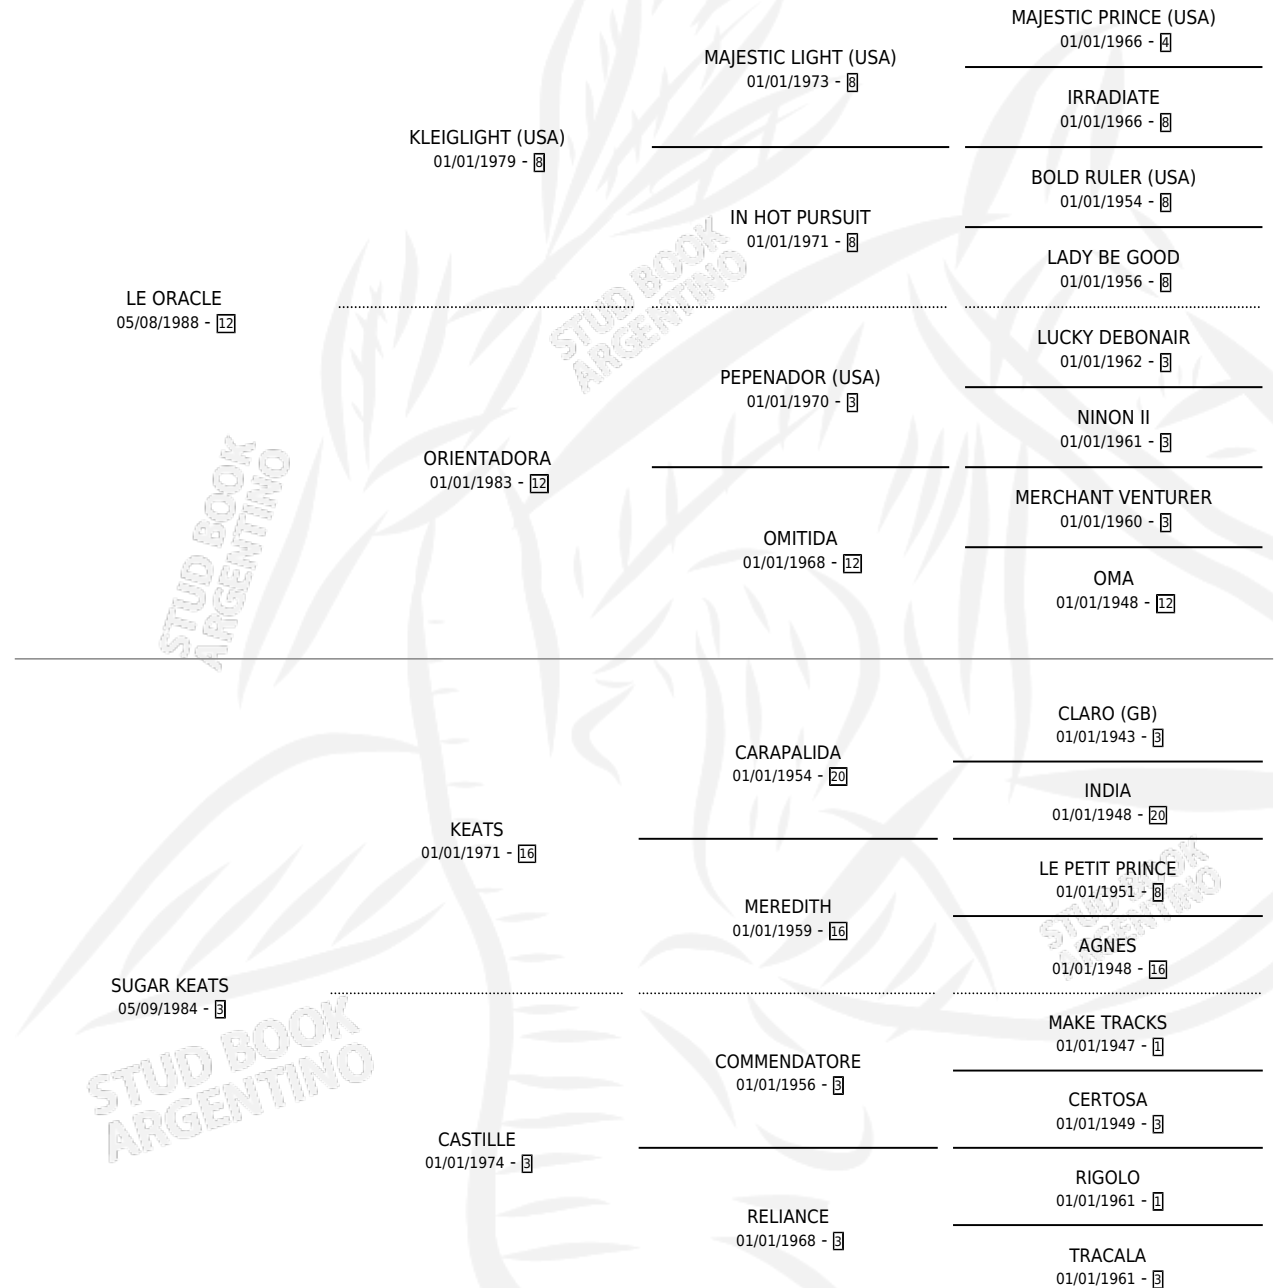 MAJESTIC PRINCE (USA)
01/01/1966 - 4
MAJESTIC LIGHT (USA)
01/01/1973 - 8
IRRADIATE
01/01/1966 - 8
KLEIGLIGHT (USA)
01/01/1979 - 8
BOLD RULER (USA)
01/01/1954 - 8
IN HOT PURSUIT
01/01/1971 - 8
LADY BE GOOD
01/01/1956 - 8
LE ORACLE
05/08/1988 - 12
LUCKY DEBONAIR
01/01/1962 - 3
PEPENADOR (USA)
01/01/1970 - 3
NINON II
01/01/1961 - 3
ORIENTADORA
01/01/1983 - 12
MERCHANT VENTURER
01/01/1960 - 3
OMITIDA
01/01/1968 - 12
OMA
01/01/1948 - 12
CLARO (GB)
01/01/1943 - 3
CARAPALIDA
01/01/1954 - 20
INDIA
01/01/1948 - 20
KEATS
01/01/1971 - 16
LE PETIT PRINCE
01/01/1951 - 8
MEREDITH
01/01/1959 - 16
AGNES
01/01/1948 - 16
SUGAR KEATS
05/09/1984 - 3
MAKE TRACKS
01/01/1947 - 1
COMMENDATORE
01/01/1956 - 3
CERTOSA
01/01/1949 - 3
CASTILLE
01/01/1974 - 3
RIGOLO
01/01/1961 - 1
RELIANCE
01/01/1968 - 3
TRACALA
01/01/1961 - 3
STUD BOOK
ARGENTINO
STUD BOOK
ARGENTINO
STUD BOOK
ARGENTINO
STUD BOOK
ARGENTINO